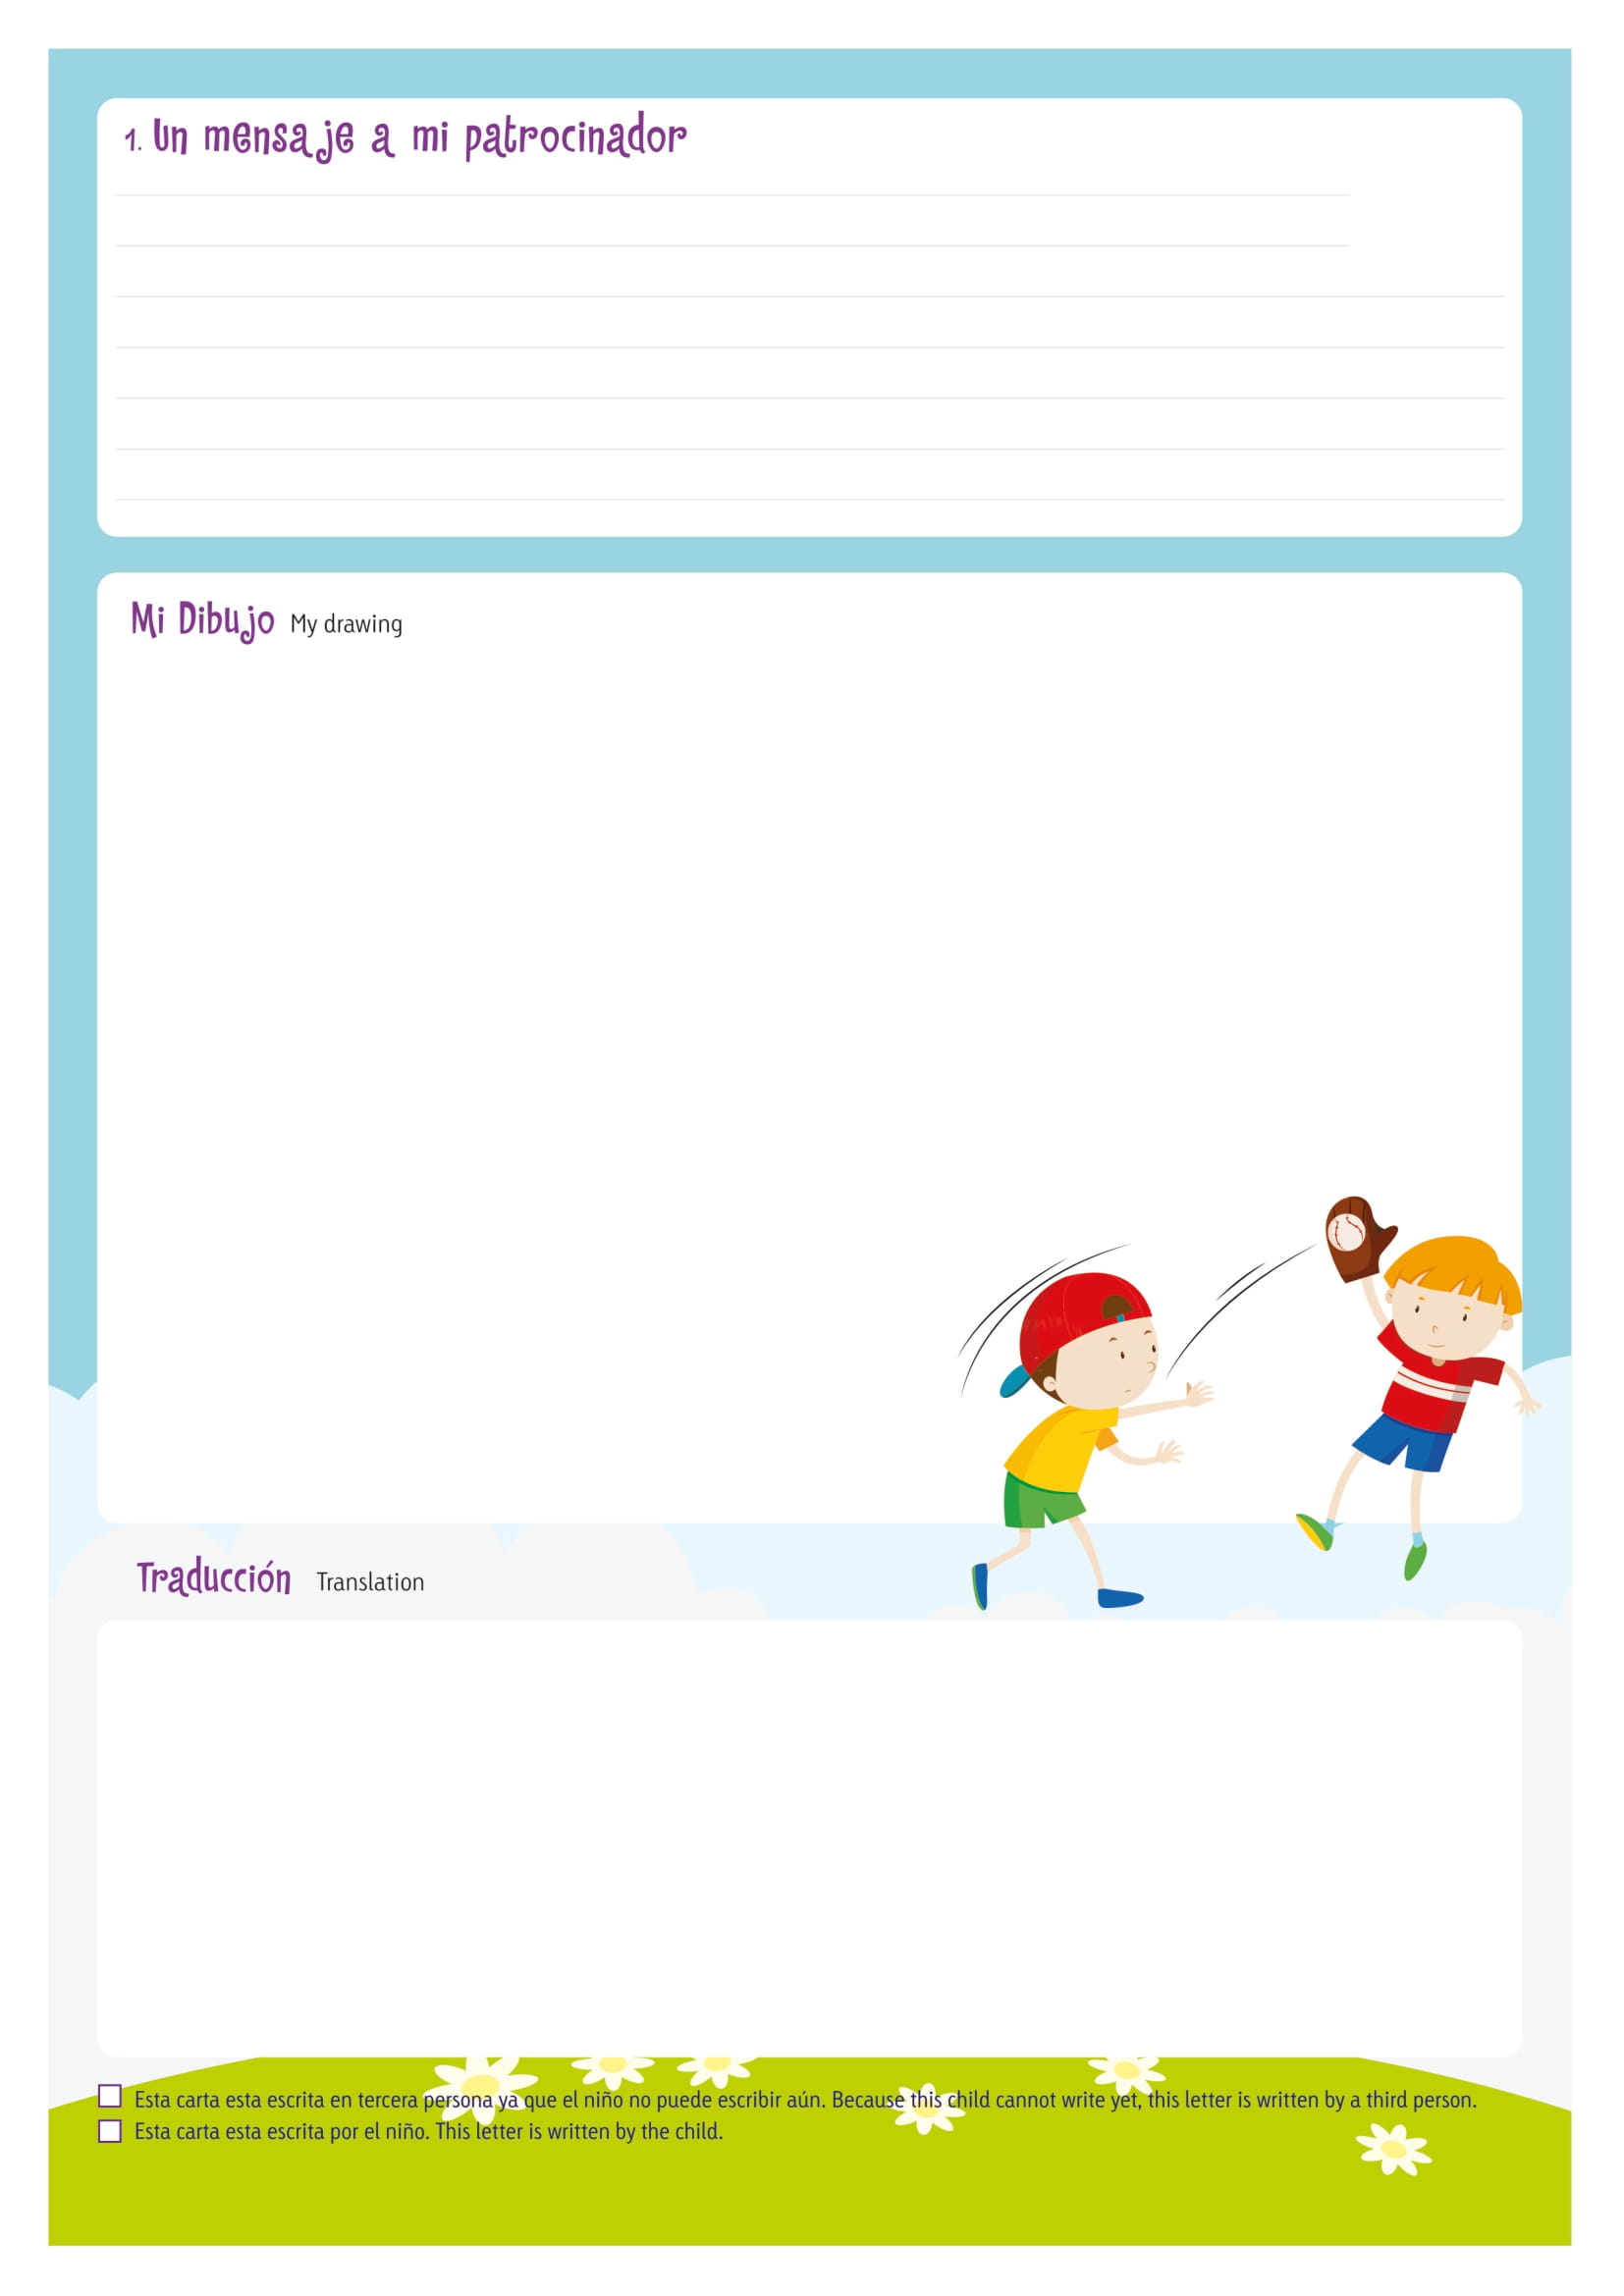 1. Un mensaje a mi patrocinador
Mi Dibujo My drawing
Traducción Translation
Esta carta esta escrita en tercera persona ya que el niño no puede escribir aún. Because this child cannot write yet, this letter is written by a third person.
Esta carta esta escrita por el niño. This letter is written by the child.